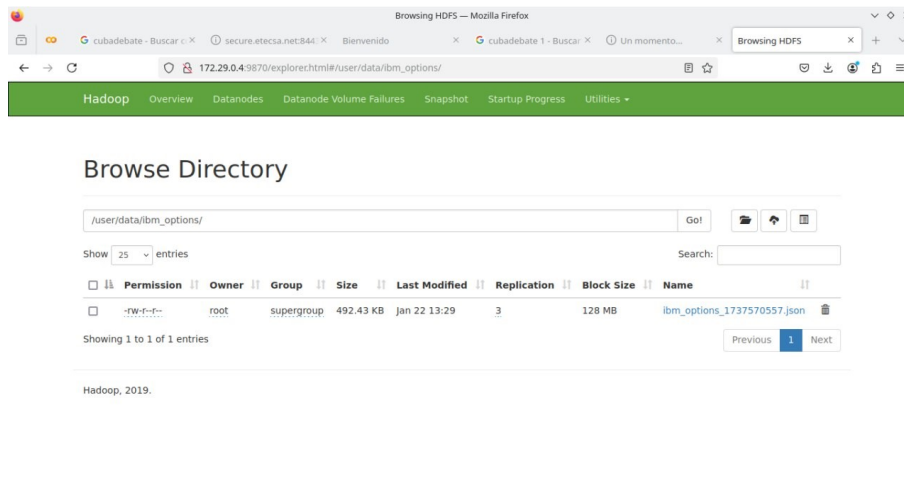 Browsing HDFS — Mozilla Firefox
cubadebate - Buscar c secure.etecsa.net:844 Bienvenido cubadebate 1 - Buscar Un momento... Browsing HDFS
172.29.0.4:9870/explorer.html#/user/data/ibm_options/
Hadoop Overview Datanodes Datanode Volume Failures Snapshot Startup Progress Utilities
Browse Directory
/user/data/ibm_options/ Go!
Show 25 entries Search:
Permission Owner Group Size Last Modified Replication Block Size Name
-rw-r--r-- root supergroup 492.43 KB Jan 22 13:29 3 128 MB ibm_options_1737570557.json
Showing 1 to 1 of 1 entries Previous 1 Next
Hadoop, 2019.